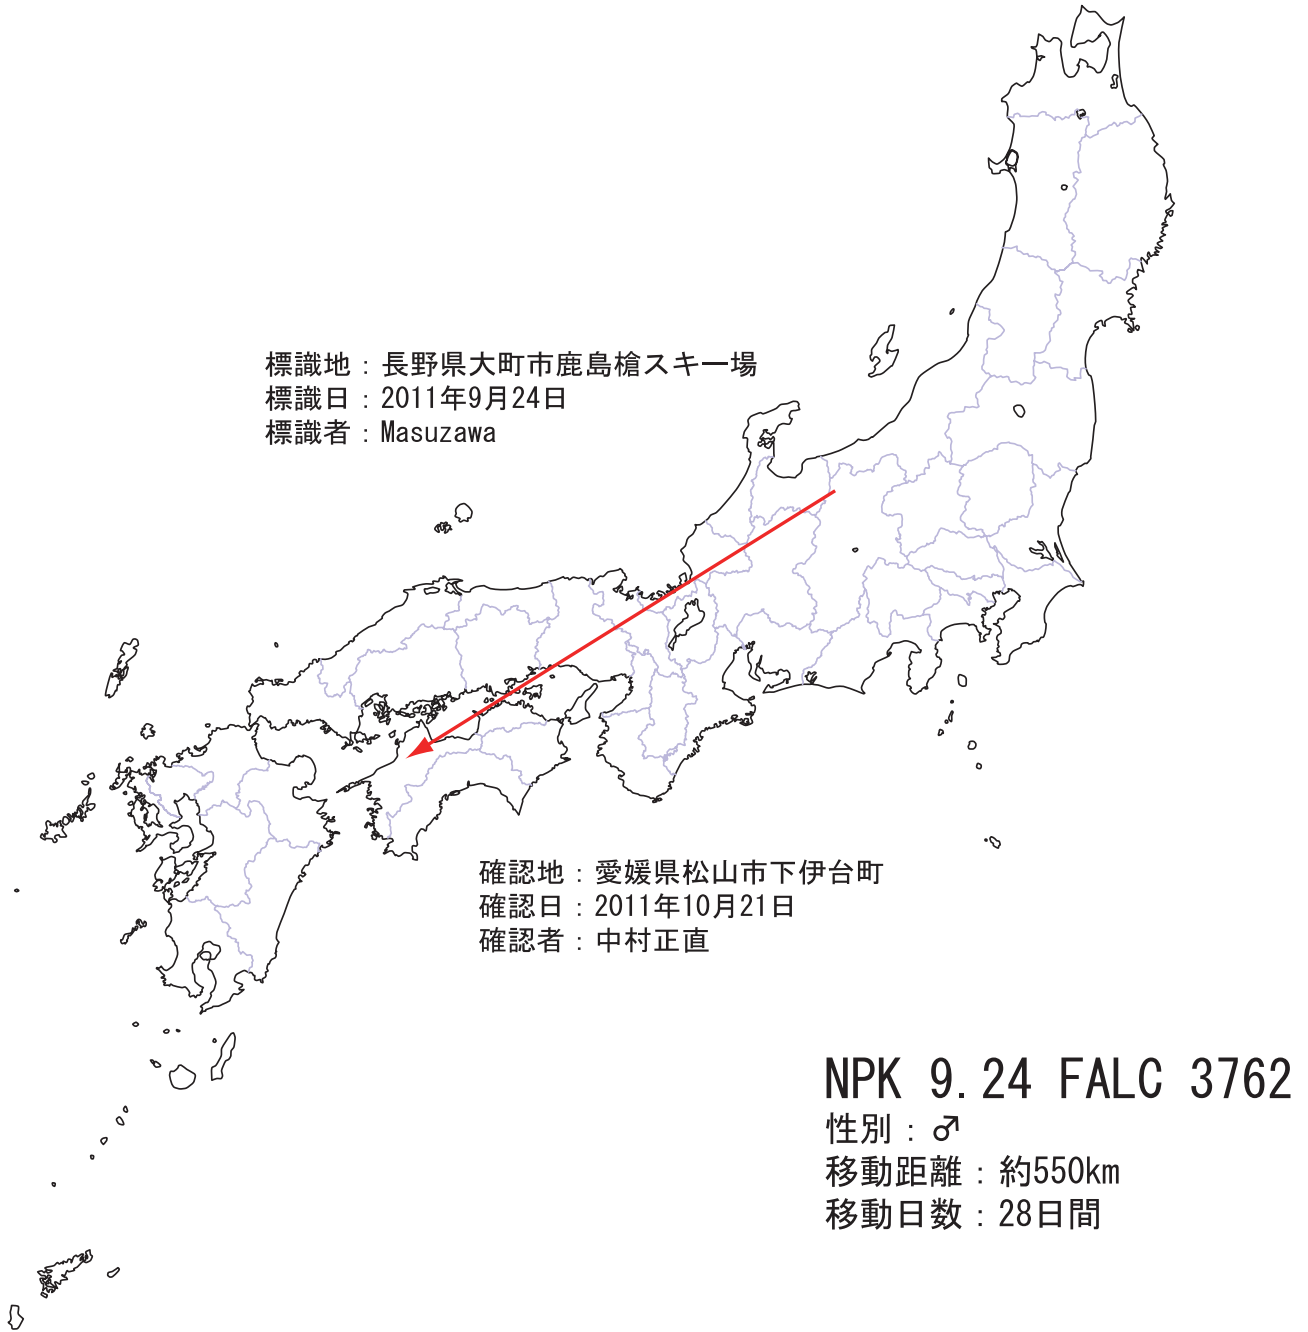 標識地：長野県大町市鹿島槍スキー場
標識日：2011年9月24日
標識者：Masuzawa
確認地：愛媛県松山市下伊台町
確認日：2011年10月21日
確認者：中村正直
NPK 9.24 FALC 3762
性別：♂
移動距離：約550km
移動日数：28日間